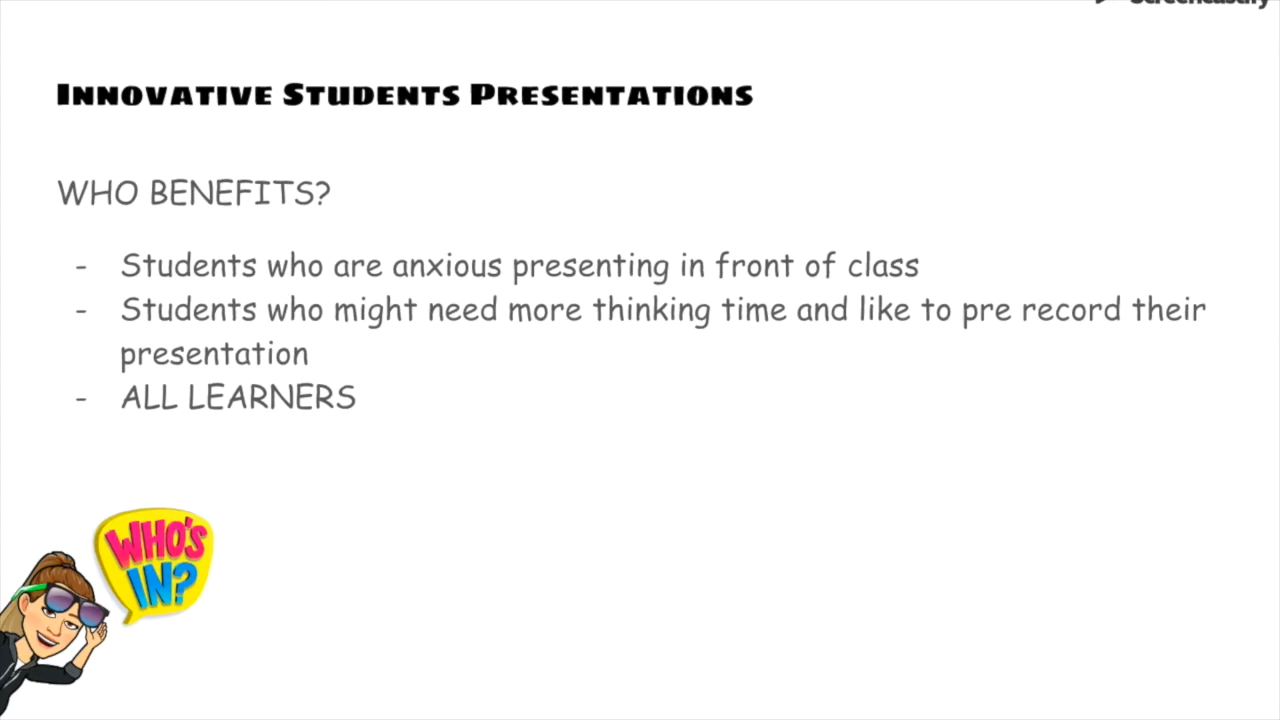 Innovative Students Presentations
WHO BENEFITS?
- Students who are anxious presenting in front of class
- Students who might need more thinking time and like to pre record their
presentation
- ALL LEARNERS
WHO'S
IN?